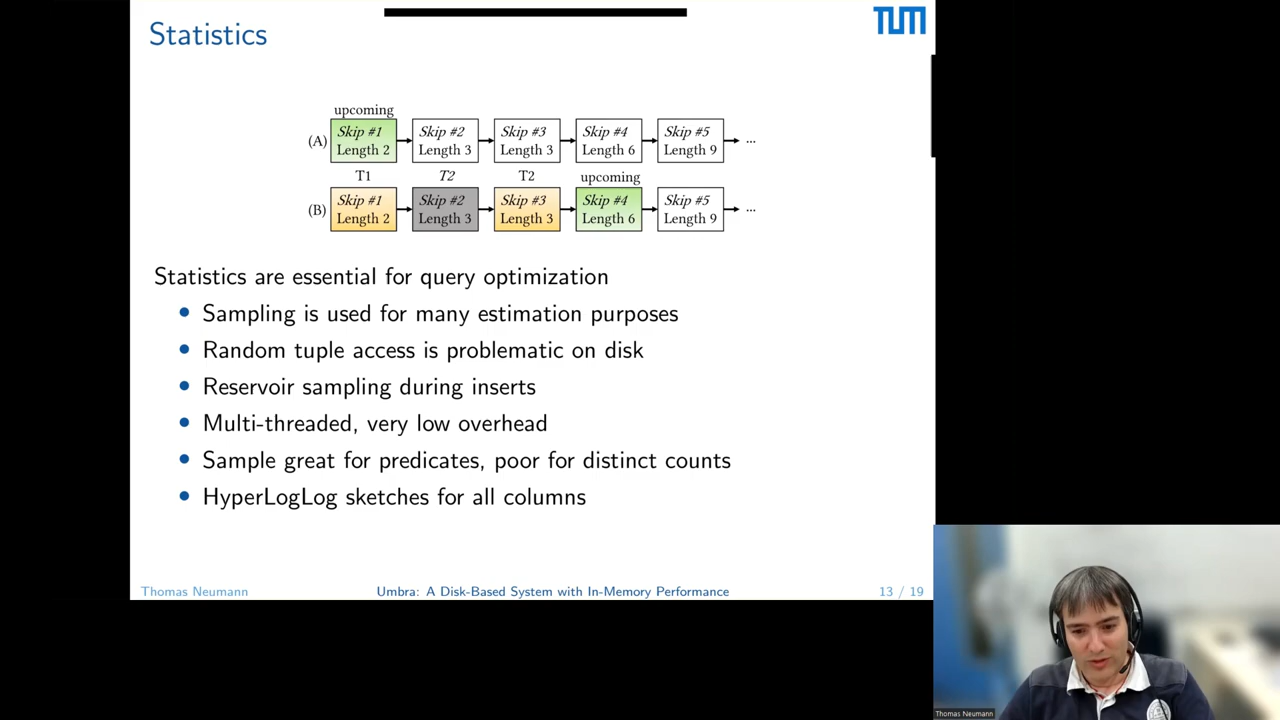 Statistics
TUM
upcoming
(A) Skip #1 Skip #2 Skip #3 Skip #4 Skip #5 ...
Length 2 Length 3 Length 3 Length 6 Length 9
T1 T2 T2 upcoming
(B) Skip #1 Skip #2 Skip #3 Skip #4 Skip #5 ...
Length 2 Length 3 Length 3 Length 6 Length 9
Statistics are essential for query optimization
• Sampling is used for many estimation purposes
• Random tuple access is problematic on disk
• Reservoir sampling during inserts
• Multi-threaded, very low overhead
• Sample great for predicates, poor for distinct counts
• HyperLogLog sketches for all columns
Thomas Neumann Umbra: A Disk-Based System with In-Memory Performance 13 / 19
Thomas Neumann